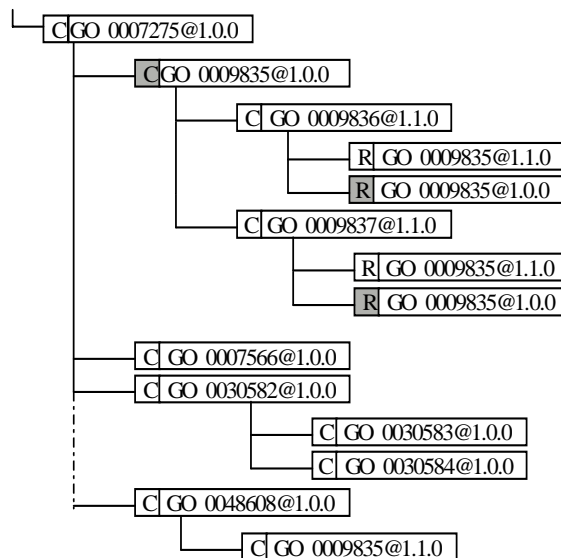 C GO 0007275@1.0.0
C GO 0009835@1.0.0
C GO 0009836@1.1.0
R GO 0009835@1.1.0
R GO 0009835@1.0.0
C GO 0009837@1.1.0
R GO 0009835@1.1.0
R GO 0009835@1.0.0
C GO 0007566@1.0.0
C GO 0030582@1.0.0
C GO 0030583@1.0.0
C GO 0030584@1.0.0
C GO 0048608@1.0.0
C GO 0009835@1.1.0